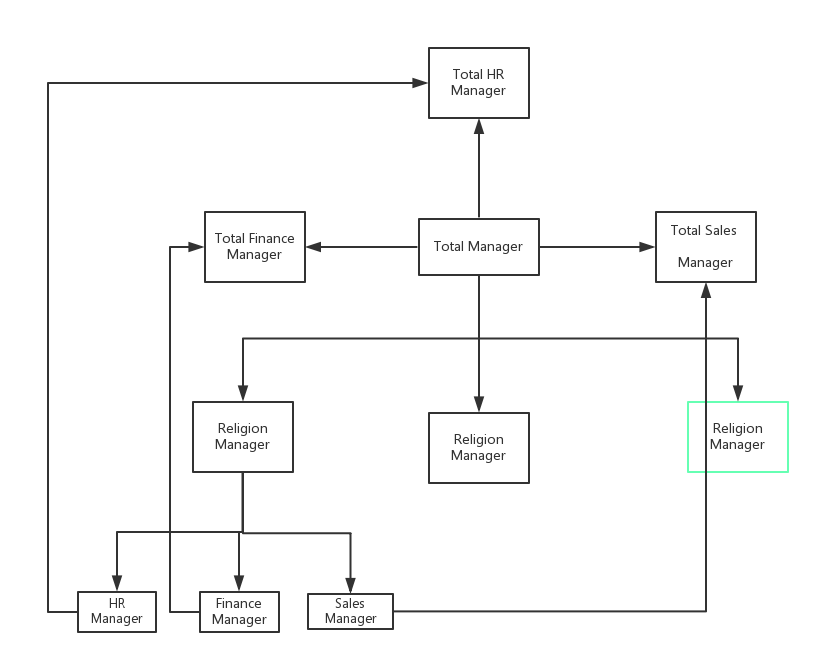 Total HR
Manager
Total Finance
Manager
Total Manager
Total Sales
Manager
Religion
Manager
Religion
Manager
Religion
Manager
HR
Manager
Finance
Manager
Sales
Manager